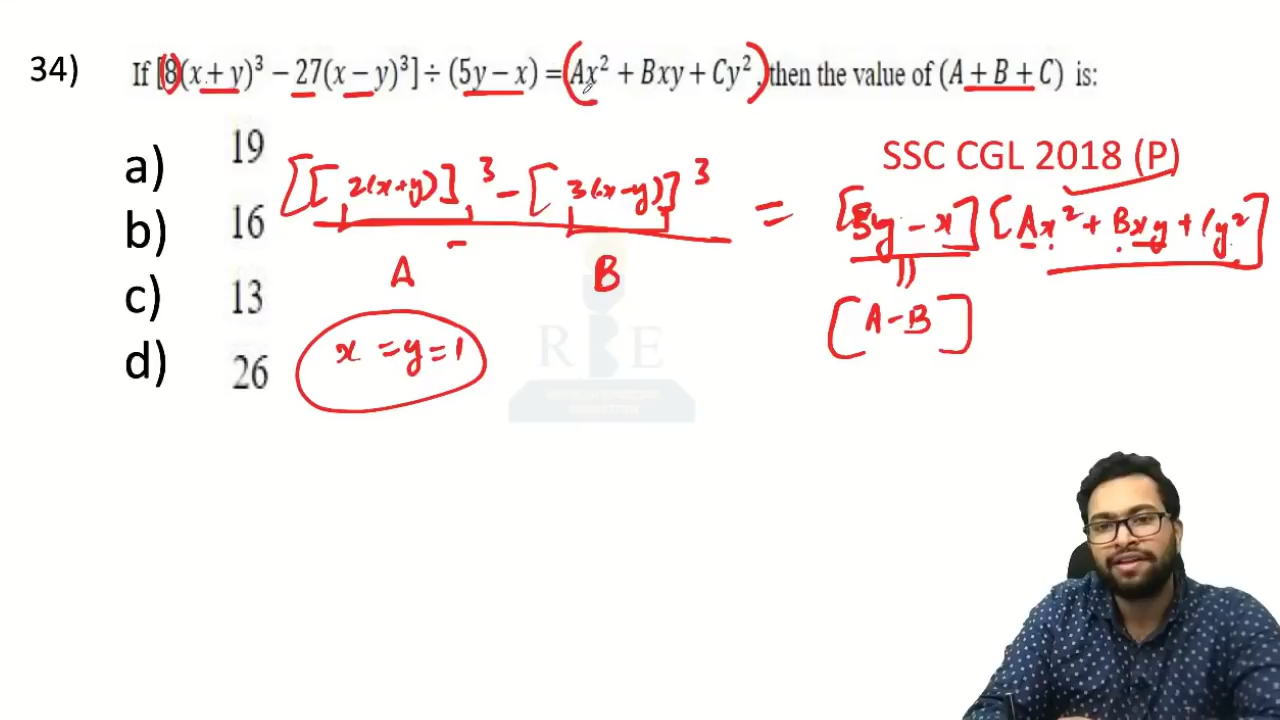 34) If [8(x + y)³ − 27(x − y)³] ÷ (5y − x) = (Ax² + Bxy + Cy²), then the value of (A + B + C) is:
a) 19
b) 16
c) 13
d) 26
SSC CGL 2018 (P)
[[2(x+y)]³ − [3(x−y)]³ = [5y − x] [Ax² + Bxy + Cy²]
A B
[A−B]
x = y = 1
R B E